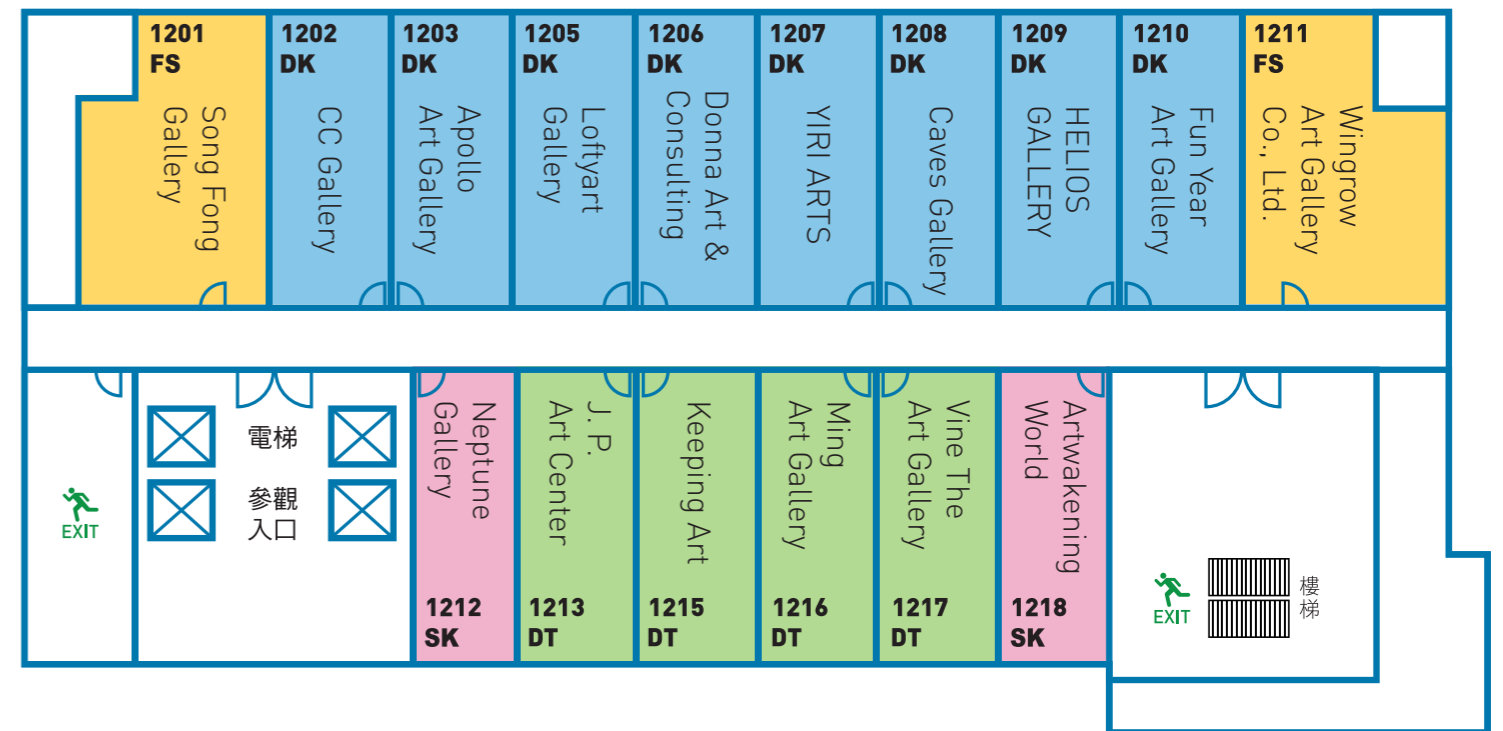 1201
FS
Song Fong
Gallery
1202
DK
CC Gallery
1203
DK
Apollo
Art Gallery
1205
DK
Loftyart
Gallery
1206
DK
Donna Art &
Consulting
1207
DK
YIRI ARTS
1208
DK
Caves Gallery
1209
DK
HELIOS
GALLERY
1210
DK
Fun Year
Art Gallery
1211
FS
Wingrow
Art Gallery
Co., Ltd.
EXIT
電梯
參觀
入口
Neptune
Gallery
1212
SK
J. P.
Art Center
1213
DT
Keeping Art
1215
DT
Ming
Art Gallery
1216
DT
Vine The
Art Gallery
1217
DT
Artwakening
World
1218
SK
EXIT
樓梯